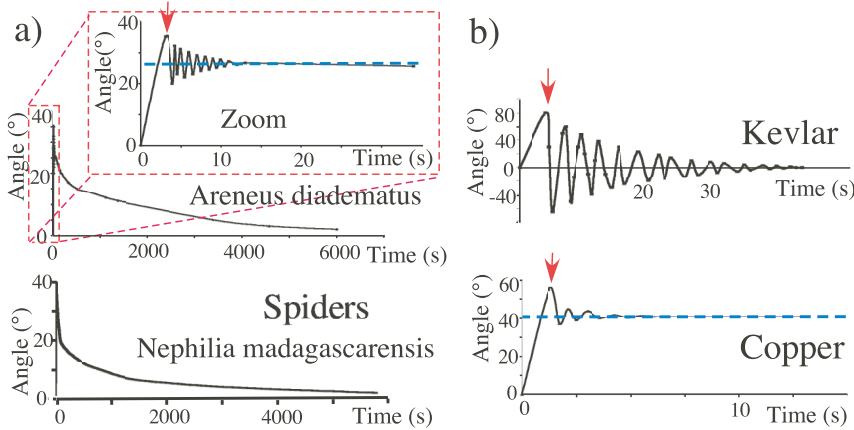 a)
40
Angle(°)
20
0
Zoom
0
10
20
30
Time (s)
40
Angle (°)
20
0
Areneus diadematus
0
2000
4000
6000
Time (s)
40
Angle (°)
20
0
Spiders
Nephilia madagascarensis
0
2000
4000
Time (s)
b)
80
Angle (°)
40
0
-40
Kevlar
20
30
Time (s)
60
Angle (°)
40
20
0
Copper
0
10
15
Time (s)